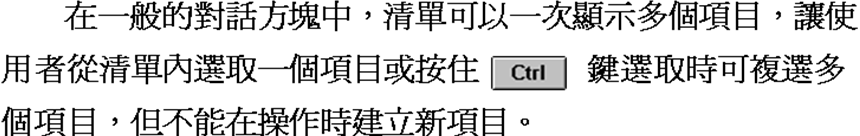 在一般的對話方塊中，清單可以一次顯示多個項目，讓使
用者從清單內選取一個項目或按住 Ctrl 鍵選取時可複選多
個項目，但不能在操作時建立新項目。